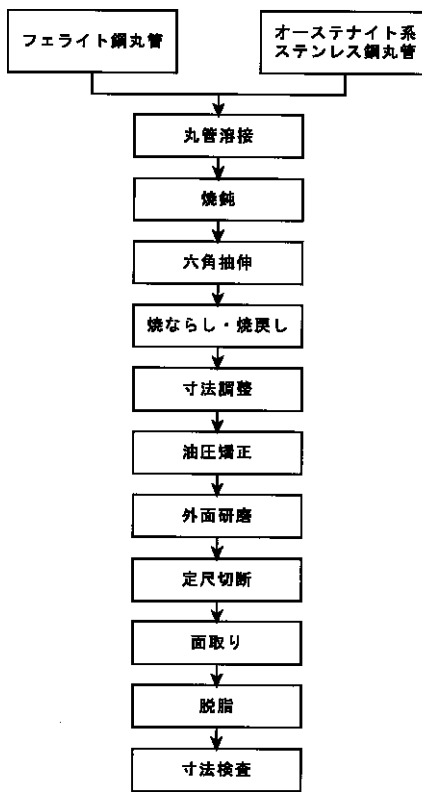 フェライト鋼丸管
オーステナイト系
ステンレス鋼丸管
丸管溶接
焼鈍
六角抽伸
焼ならし・焼戻し
寸法調整
油圧矯正
外面研磨
定尺切断
面取り
脱脂
寸法検査